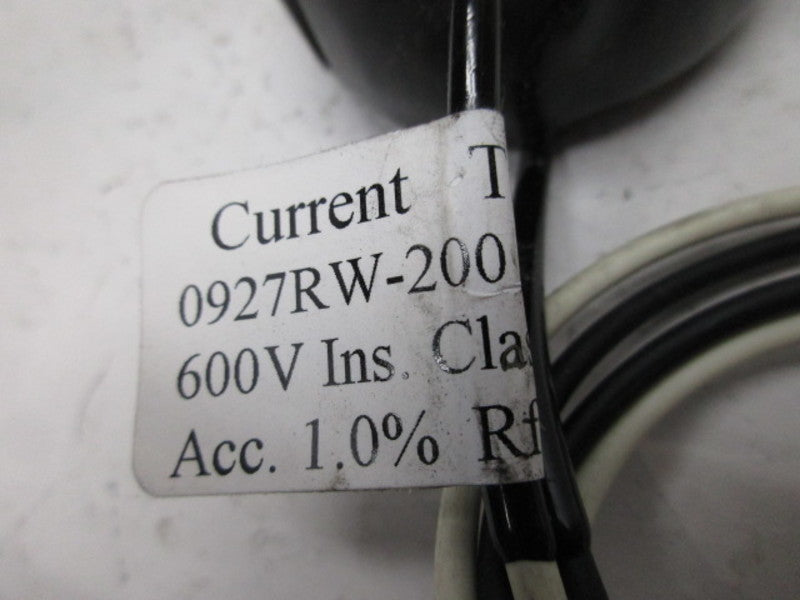 Current T
0927RW-200
600V Ins. Cla
Acc. 1.0% Rf